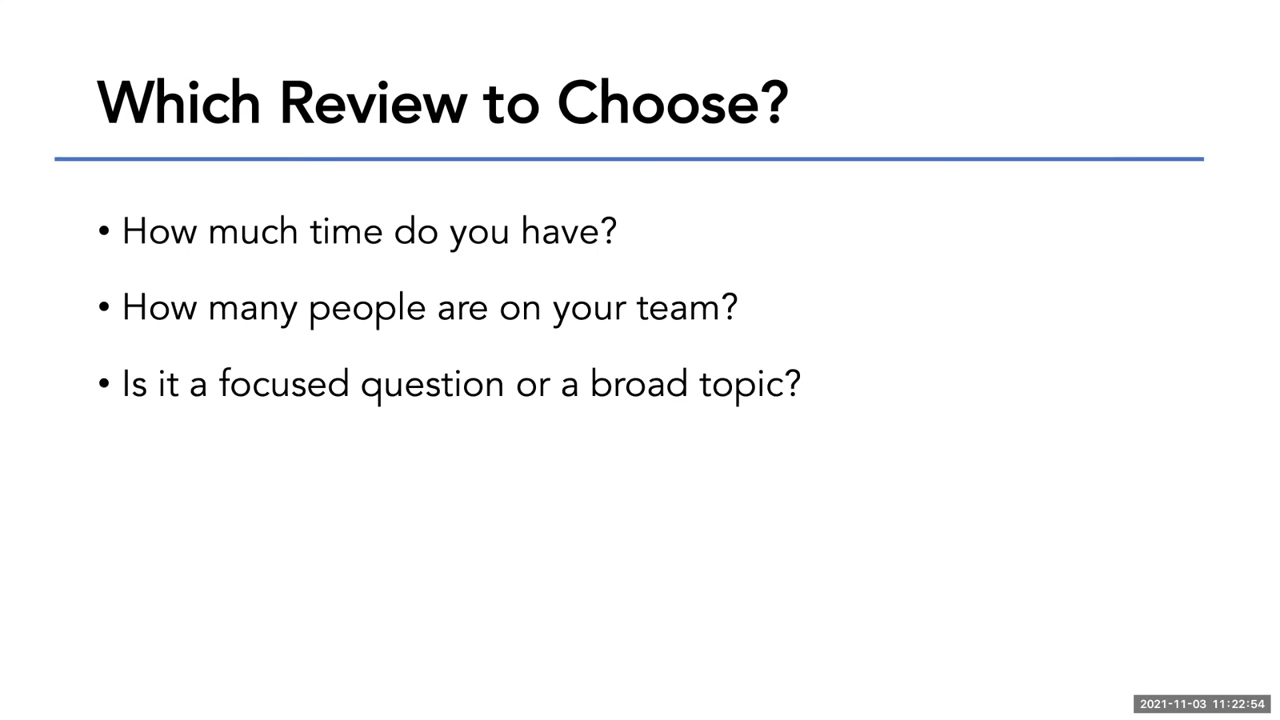 Which Review to Choose?
• How much time do you have?
• How many people are on your team?
• Is it a focused question or a broad topic?
2021-11-03 11:22:54